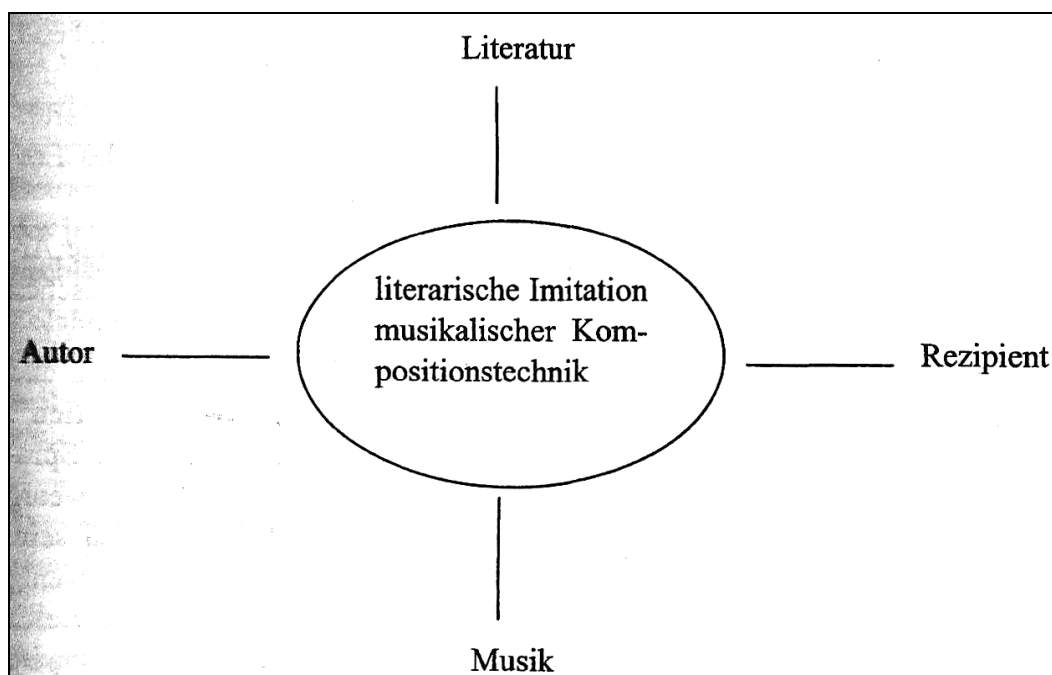 Literatur
literarische Imitation
musikalischer Kom-
positionstechnik
Autor
Rezipient
Musik